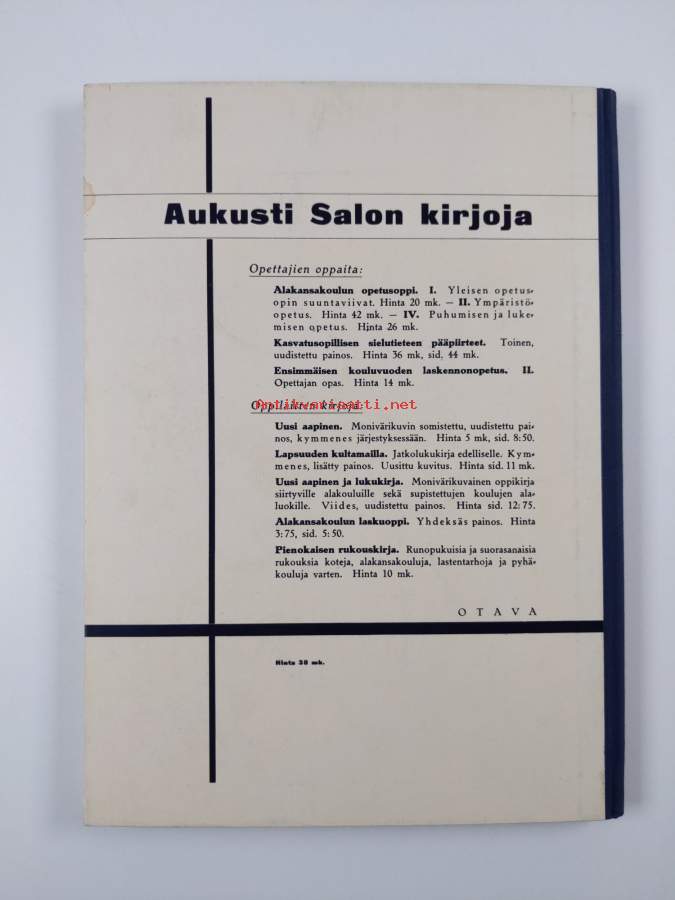 Aukusti Salon kirjoja
Opettajien oppaita:
Alakansakoulun opetusoppi. I. Yleisen opetus-
opin suuntaviivat. Hinta 20 mk. — II. Ympäristö-
opetus. Hinta 42 mk. — IV. Puhumisen ja luke-
misen opetus. Hinta 26 mk.
Kasvatusopillisen sielutieteen pääpiirteet. Toinen,
uudistettu painos. Hinta 36 mk, sid. 44 mk.
Ensimmäisen kouluvuoden laskennonopetus. II.
Opettajan opas. Hinta 14 mk.
Antikvariaatti.net
Oppilaitten kirjoja:
Uusi aapinen. Monivärikuvin somistettu, uudistettu pai-
nos, kymmenes järjestyksessään. Hinta 5 mk, sid. 8:50.
Lapsuuden kultamailla. Jatkolukukirja edelliselle. Kym-
menes, lisätty painos. Uusittu kuvitus. Hinta sid. 11 mk.
Uusi aapinen ja lukukirja. Monivärikuvainen oppikirja
siirtyville alakouluille sekä supistettujen koulujen ala-
luokille. Viides, uudistettu painos. Hinta sid. 12:75.
Alakansakoulun laskuoppi. Yhdeksäs painos. Hinta
3:75, sid. 5:50.
Pienokaisen rukouskirja. Runopukuisia ja suorasanaisia
rukouksia koteja, alakansakouluja, lastentarhoja ja pyhä-
kouluja varten. Hinta 10 mk.
OTAVA
Hinta 38 mk.